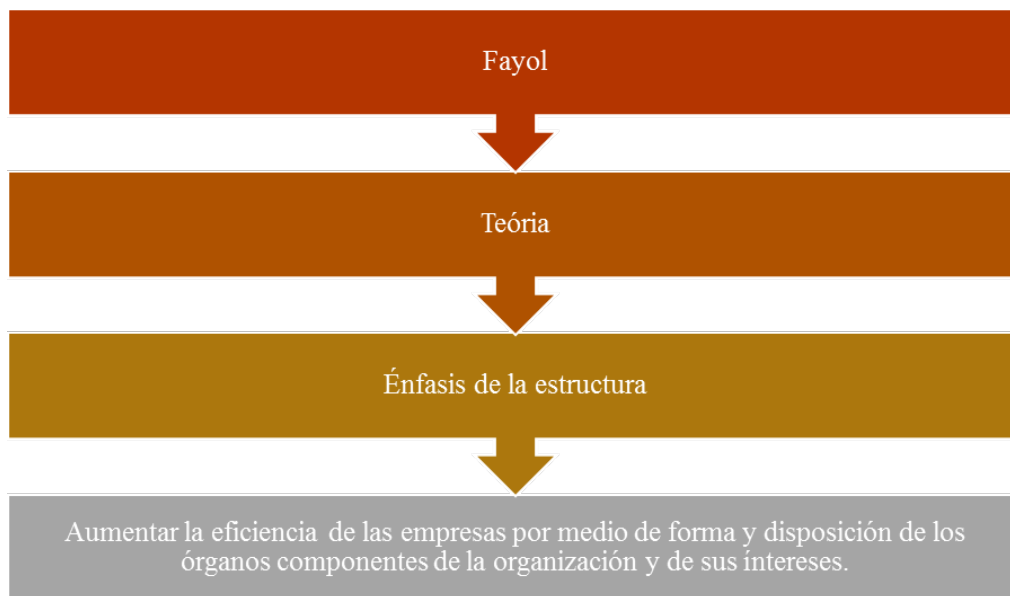 Fayol
Teória
Énfasis de la estructura
Aumentar la eficiencia de las empresas por medio de forma y disposición de los
órganos componentes de la organización y de sus intereses.